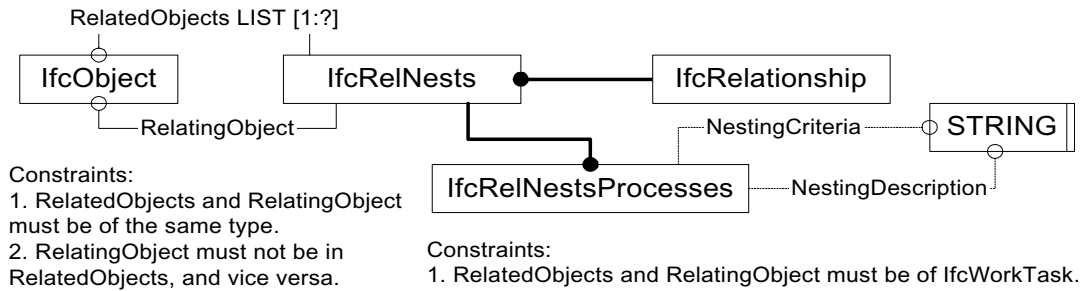 RelatedObjects LIST [1:?]
IfcObject
IfcRelNests
IfcRelationship
RelatingObject
NestingCriteria
STRING
IfcRelNestsProcesses
NestingDescription
Constraints:
1. RelatedObjects and RelatingObject
must be of the same type.
2. RelatingObject must not be in
RelatedObjects, and vice versa.
Constraints:
1. RelatedObjects and RelatingObject must be of IfcWorkTask.